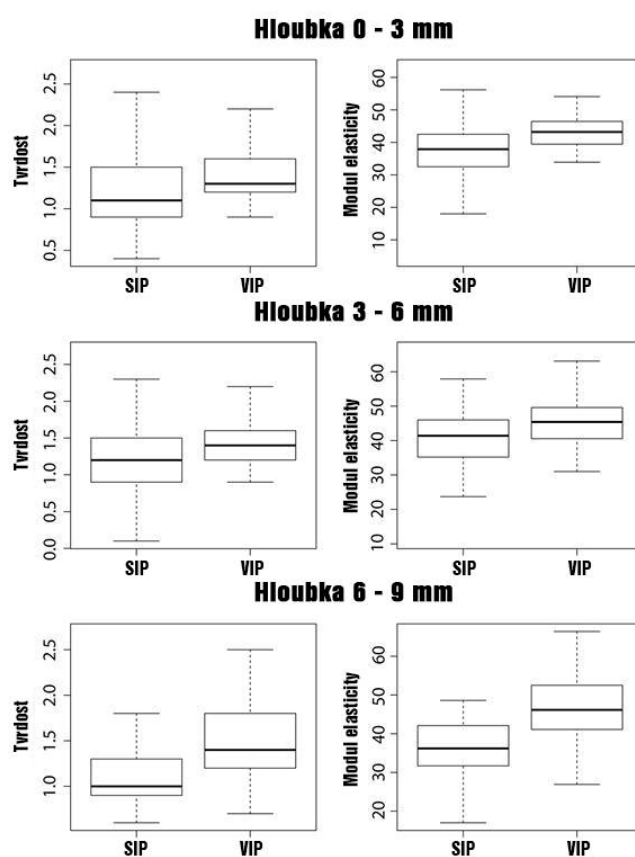 Hloubka 0 - 3 mm
Tvrdost
0.5 1.0 1.5 2.0 2.5
SIP VIP
Modul elasticity
10 20 30 40 50 60
SIP VIP
Hloubka 3 - 6 mm
Tvrdost
0.0 0.5 1.0 1.5 2.0 2.5
SIP VIP
Modul elasticity
10 20 30 40 50 60
SIP VIP
Hloubka 6 - 9 mm
Tvrdost
1.0 1.5 2.0 2.5
SIP VIP
Modul elasticity
20 30 40 50 60
SIP VIP